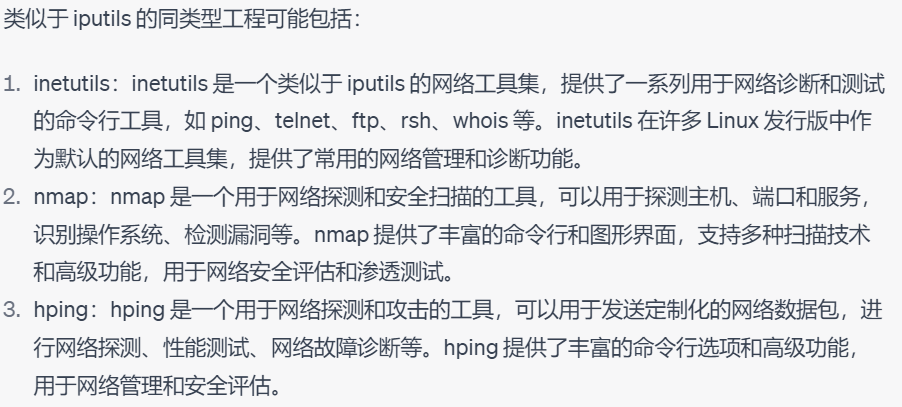 类似于 iputils 的同类型工程可能包括：
1. inetutils：inetutils 是一个类似于 iputils 的网络工具集，提供了一系列用于网络诊断和测试
的命令行工具，如 ping、telnet、ftp、rsh、whois 等。inetutils 在许多 Linux 发行版中作
为默认的网络工具集，提供了常用的网络管理和诊断功能。
2. nmap：nmap 是一个用于网络探测和安全扫描的工具，可以用于探测主机、端口和服务，
识别操作系统、检测漏洞等。nmap 提供了丰富的命令行和图形界面，支持多种扫描技术
和高级功能，用于网络安全评估和渗透测试。
3. hping：hping 是一个用于网络探测和攻击的工具，可以用于发送定制化的网络数据包，进
行网络探测、性能测试、网络故障诊断等。hping 提供了丰富的命令行选项和高级功能，
用于网络管理和安全评估。